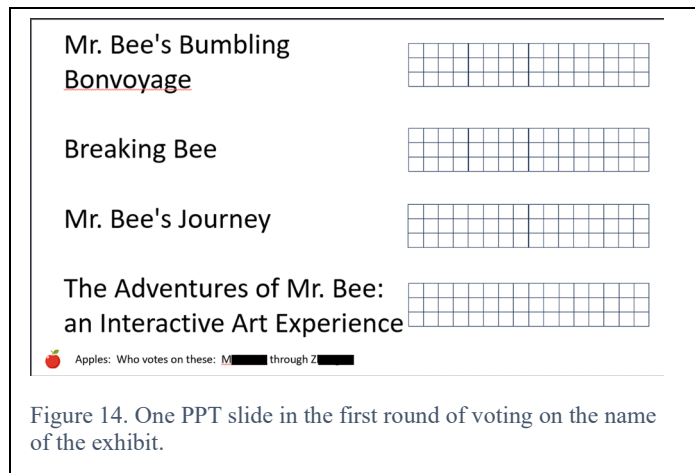 Mr. Bee's Bumbling
Bonvoyage
Breaking Bee
Mr. Bee's Journey
The Adventures of Mr. Bee:
an Interactive Art Experience
Apples: Who votes on these: M through Z
Figure 14. One PPT slide in the first round of voting on the name
of the exhibit.